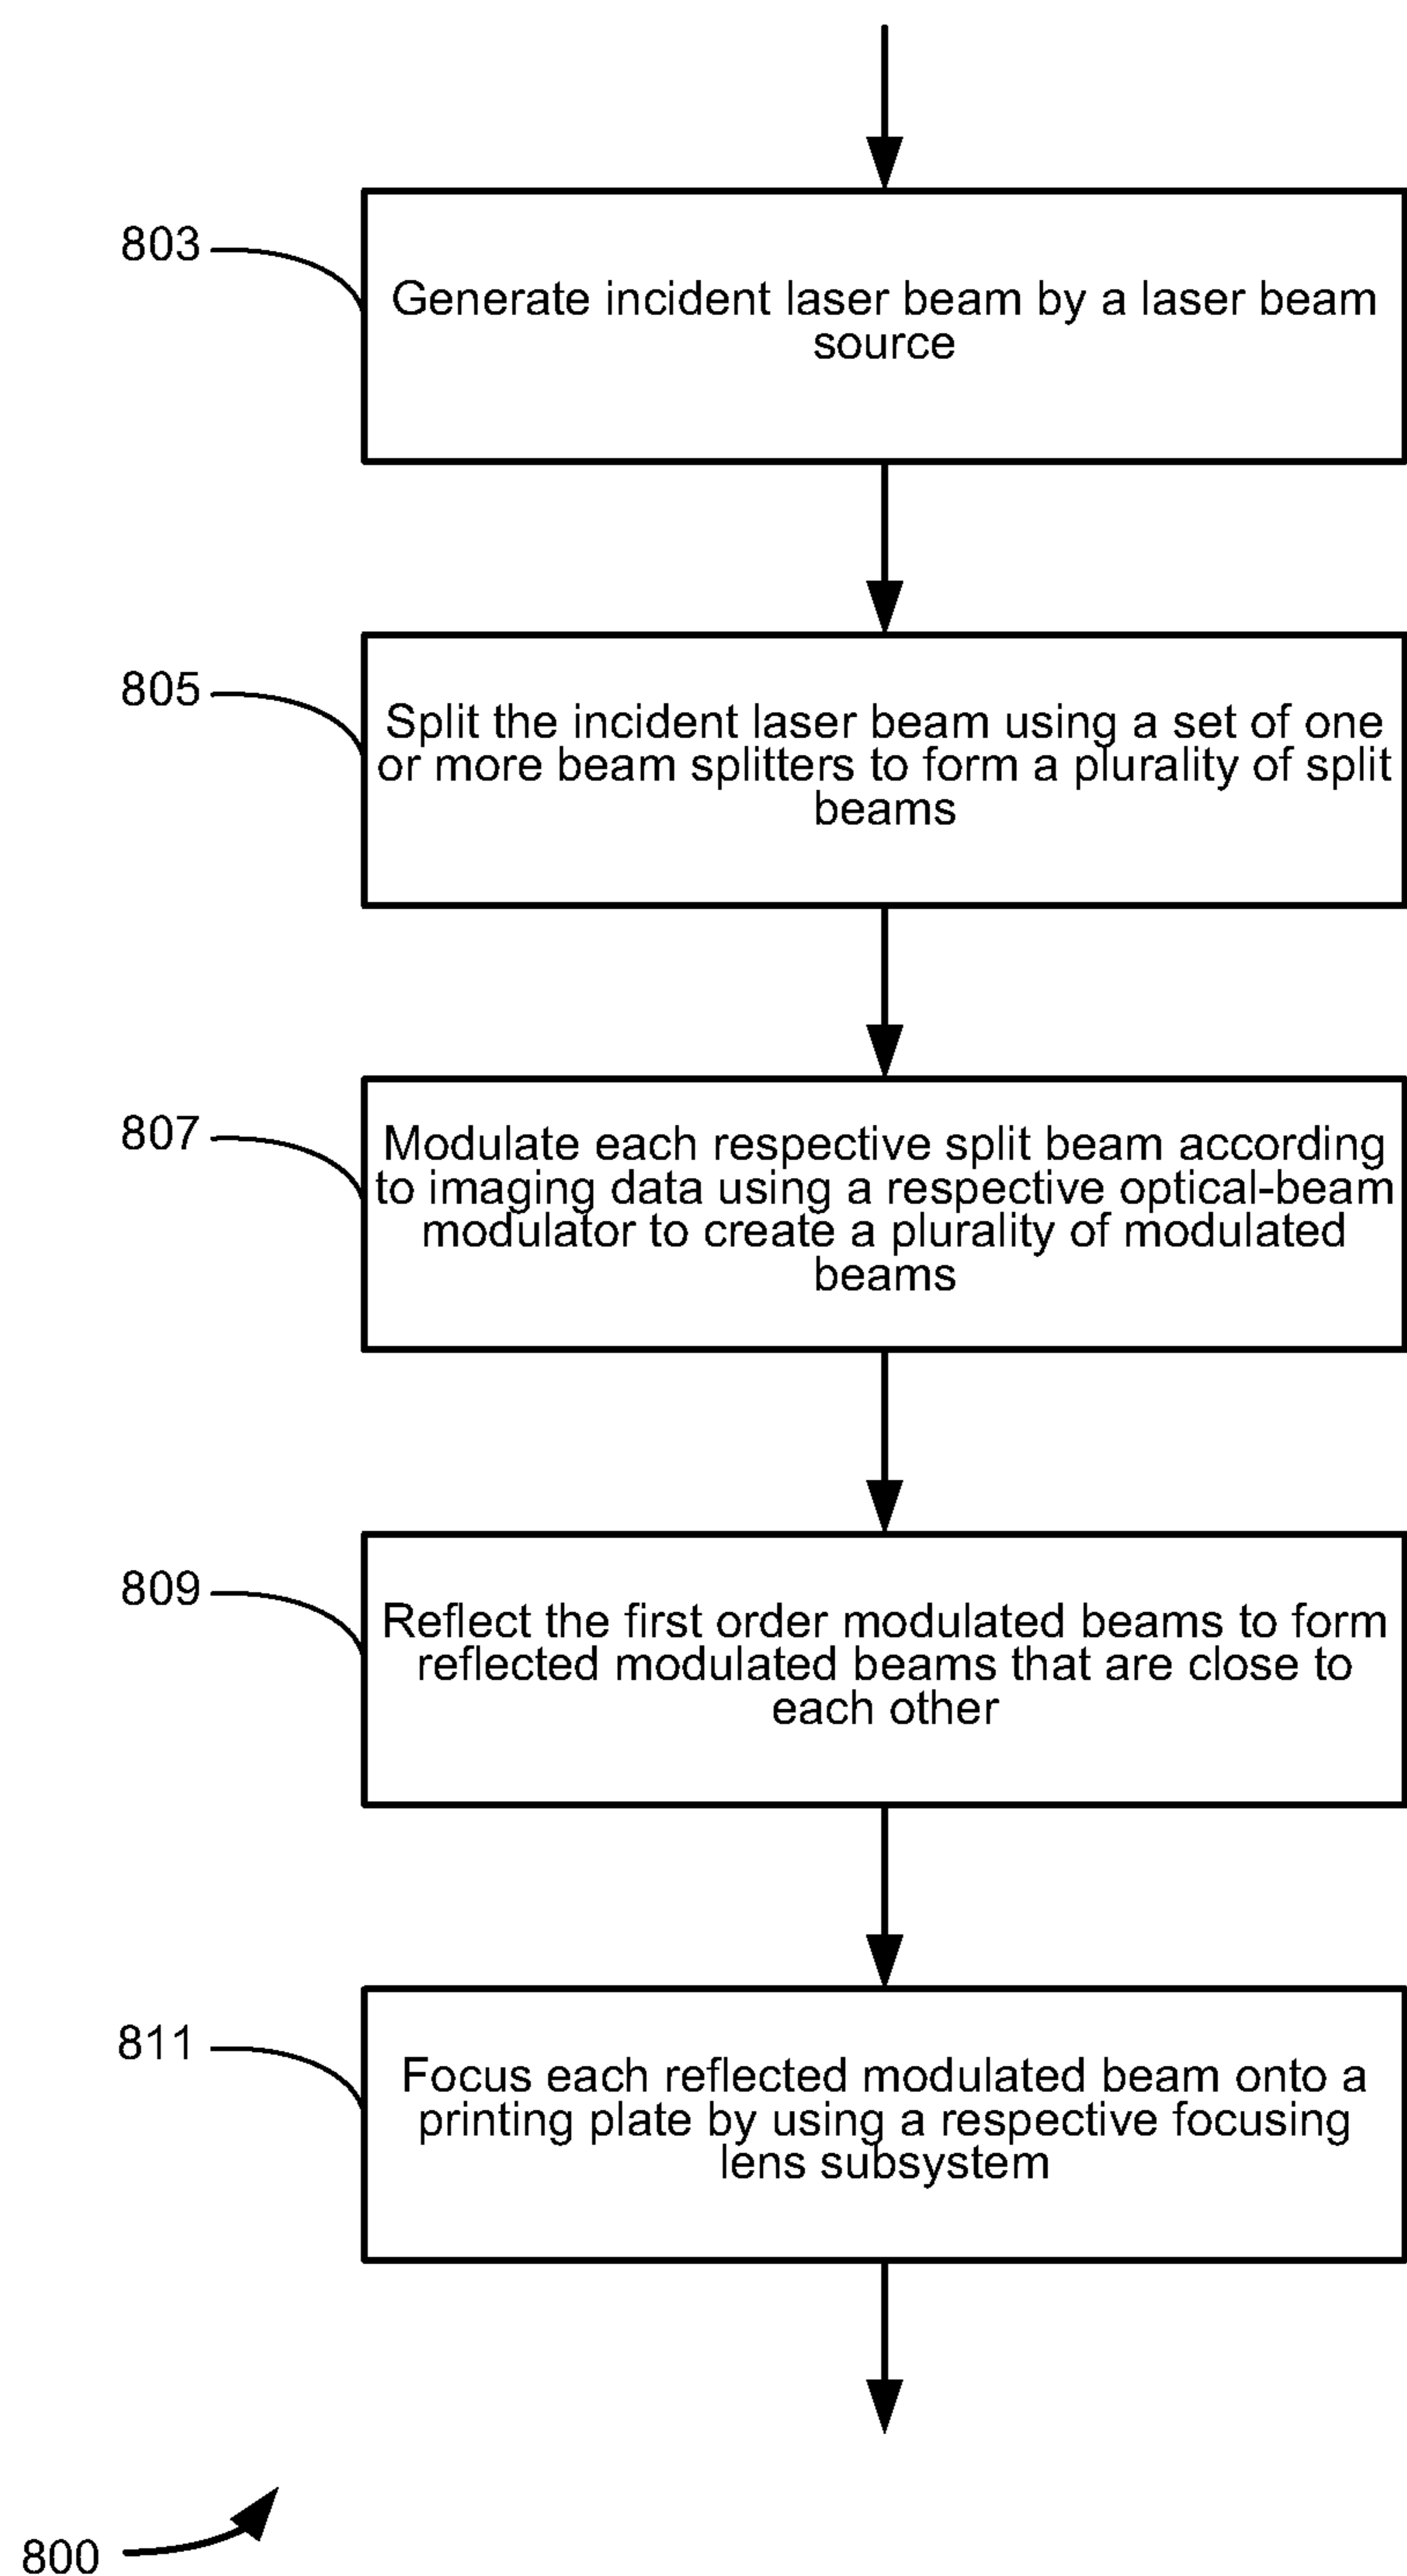 803
Generate incident laser beam by a laser beam
source
805
Split the incident laser beam using a set of one
or more beam splitters to form a plurality of split
beams
807
Modulate each respective split beam according
to imaging data using a respective optical-beam
modulator to create a plurality of modulated
beams
809
Reflect the first order modulated beams to form
reflected modulated beams that are close to
each other
811
Focus each reflected modulated beam onto a
printing plate by using a respective focusing
lens subsystem
800